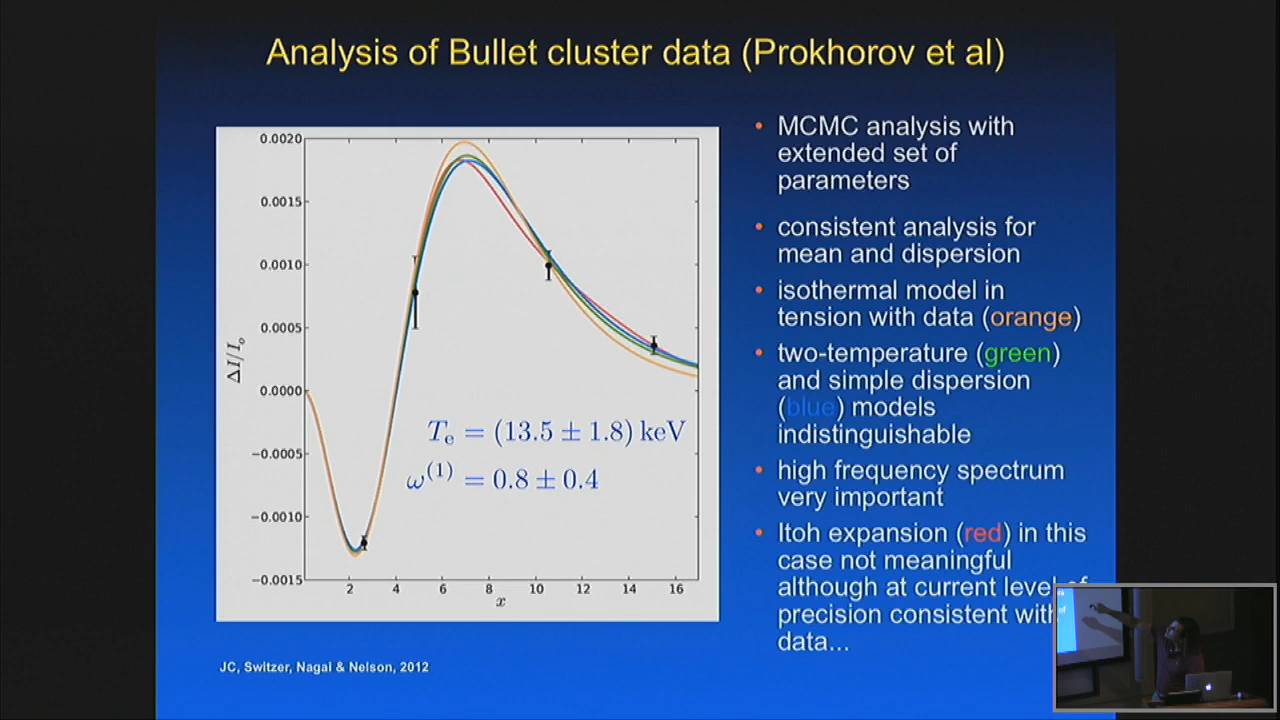 Analysis of Bullet cluster data (Prokhorov et al)
0.0020
0.0015
0.0010
0.0005
0.0000
−0.0005
−0.0010
−0.0015
ΔI/Iₒ
2 4 6 8 10 12 14 16
x
Tₑ = (13.5 ± 1.8) keV
ω⁽¹⁾ = 0.8 ± 0.4
JC, Switzer, Nagai & Nelson, 2012
• MCMC analysis with
extended set of
parameters
• consistent analysis for
mean and dispersion
• isothermal model in
tension with data (orange)
• two-temperature (green)
and simple dispersion
(blue) models
indistinguishable
• high frequency spectrum
very important
• Itoh expansion (red) in this
case not meaningful
although at current level of
precision consistent with
data...